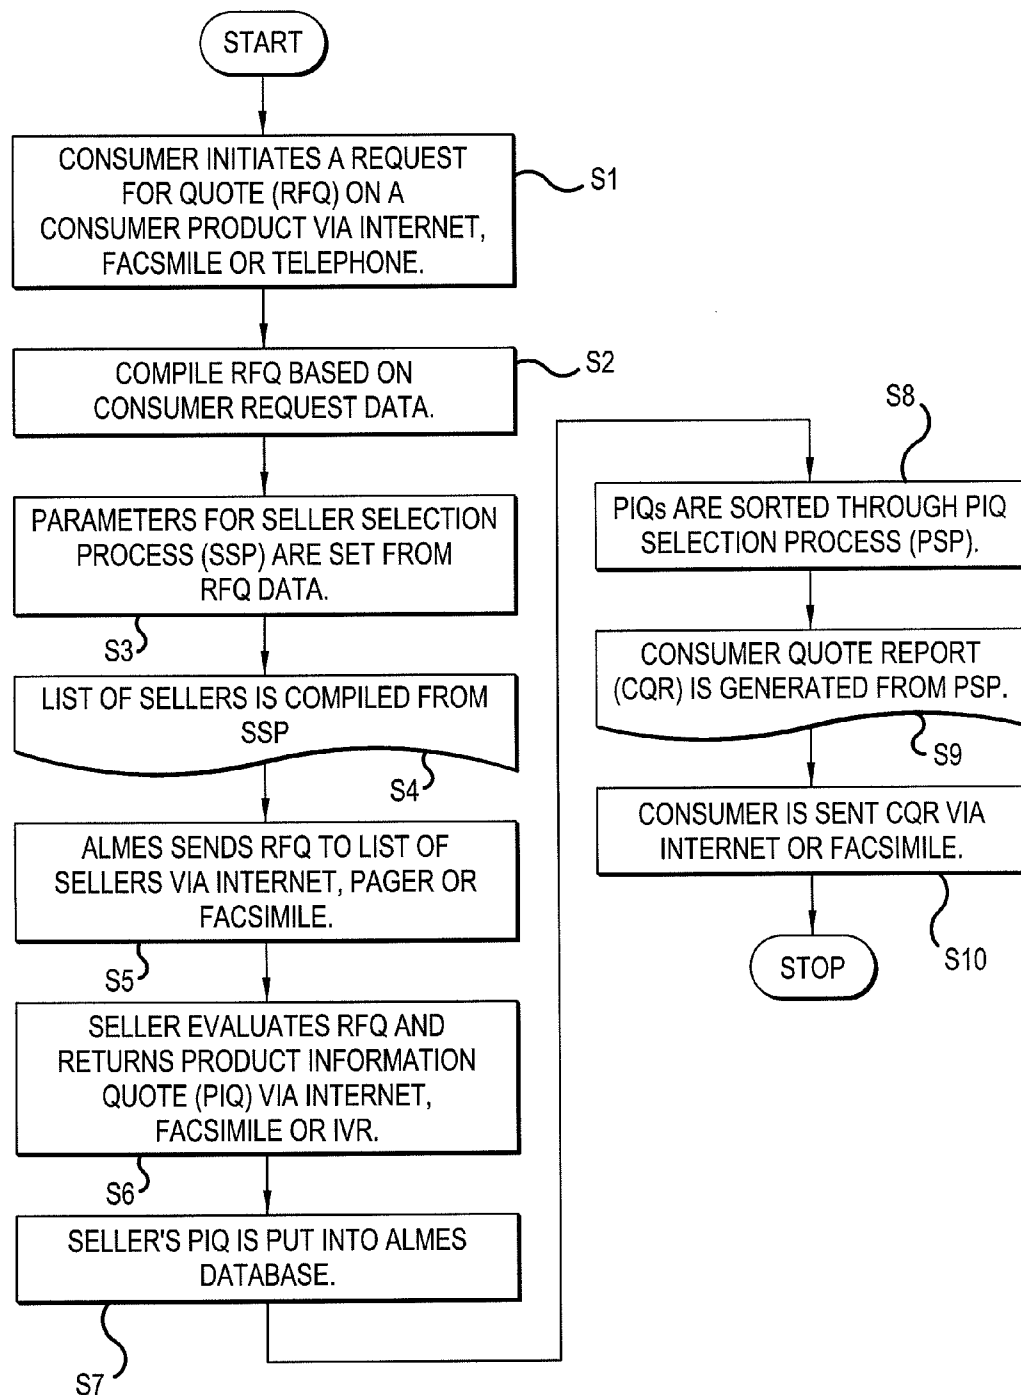 START
CONSUMER INITIATES A REQUEST
FOR QUOTE (RFQ) ON A
CONSUMER PRODUCT VIA INTERNET,
FACSMILE OR TELEPHONE.
S1
COMPILE RFQ BASED ON
CONSUMER REQUEST DATA.
S2
PARAMETERS FOR SELLER SELECTION
PROCESS (SSP) ARE SET FROM
RFQ DATA.
S3
LIST OF SELLERS IS COMPILED FROM
SSP
S4
ALMES SENDS RFQ TO LIST OF
SELLERS VIA INTERNET, PAGER OR
FACSIMILE.
S5
SELLER EVALUATES RFQ AND
RETURNS PRODUCT INFORMATION
QUOTE (PIQ) VIA INTERNET,
FACSIMILE OR IVR.
S6
SELLER'S PIQ IS PUT INTO ALMES
DATABASE.
S7
S8
PIQs ARE SORTED THROUGH PIQ
SELECTION PROCESS (PSP).
CONSUMER QUOTE REPORT
(CQR) IS GENERATED FROM PSP.
S9
CONSUMER IS SENT CQR VIA
INTERNET OR FACSIMILE.
S10
STOP